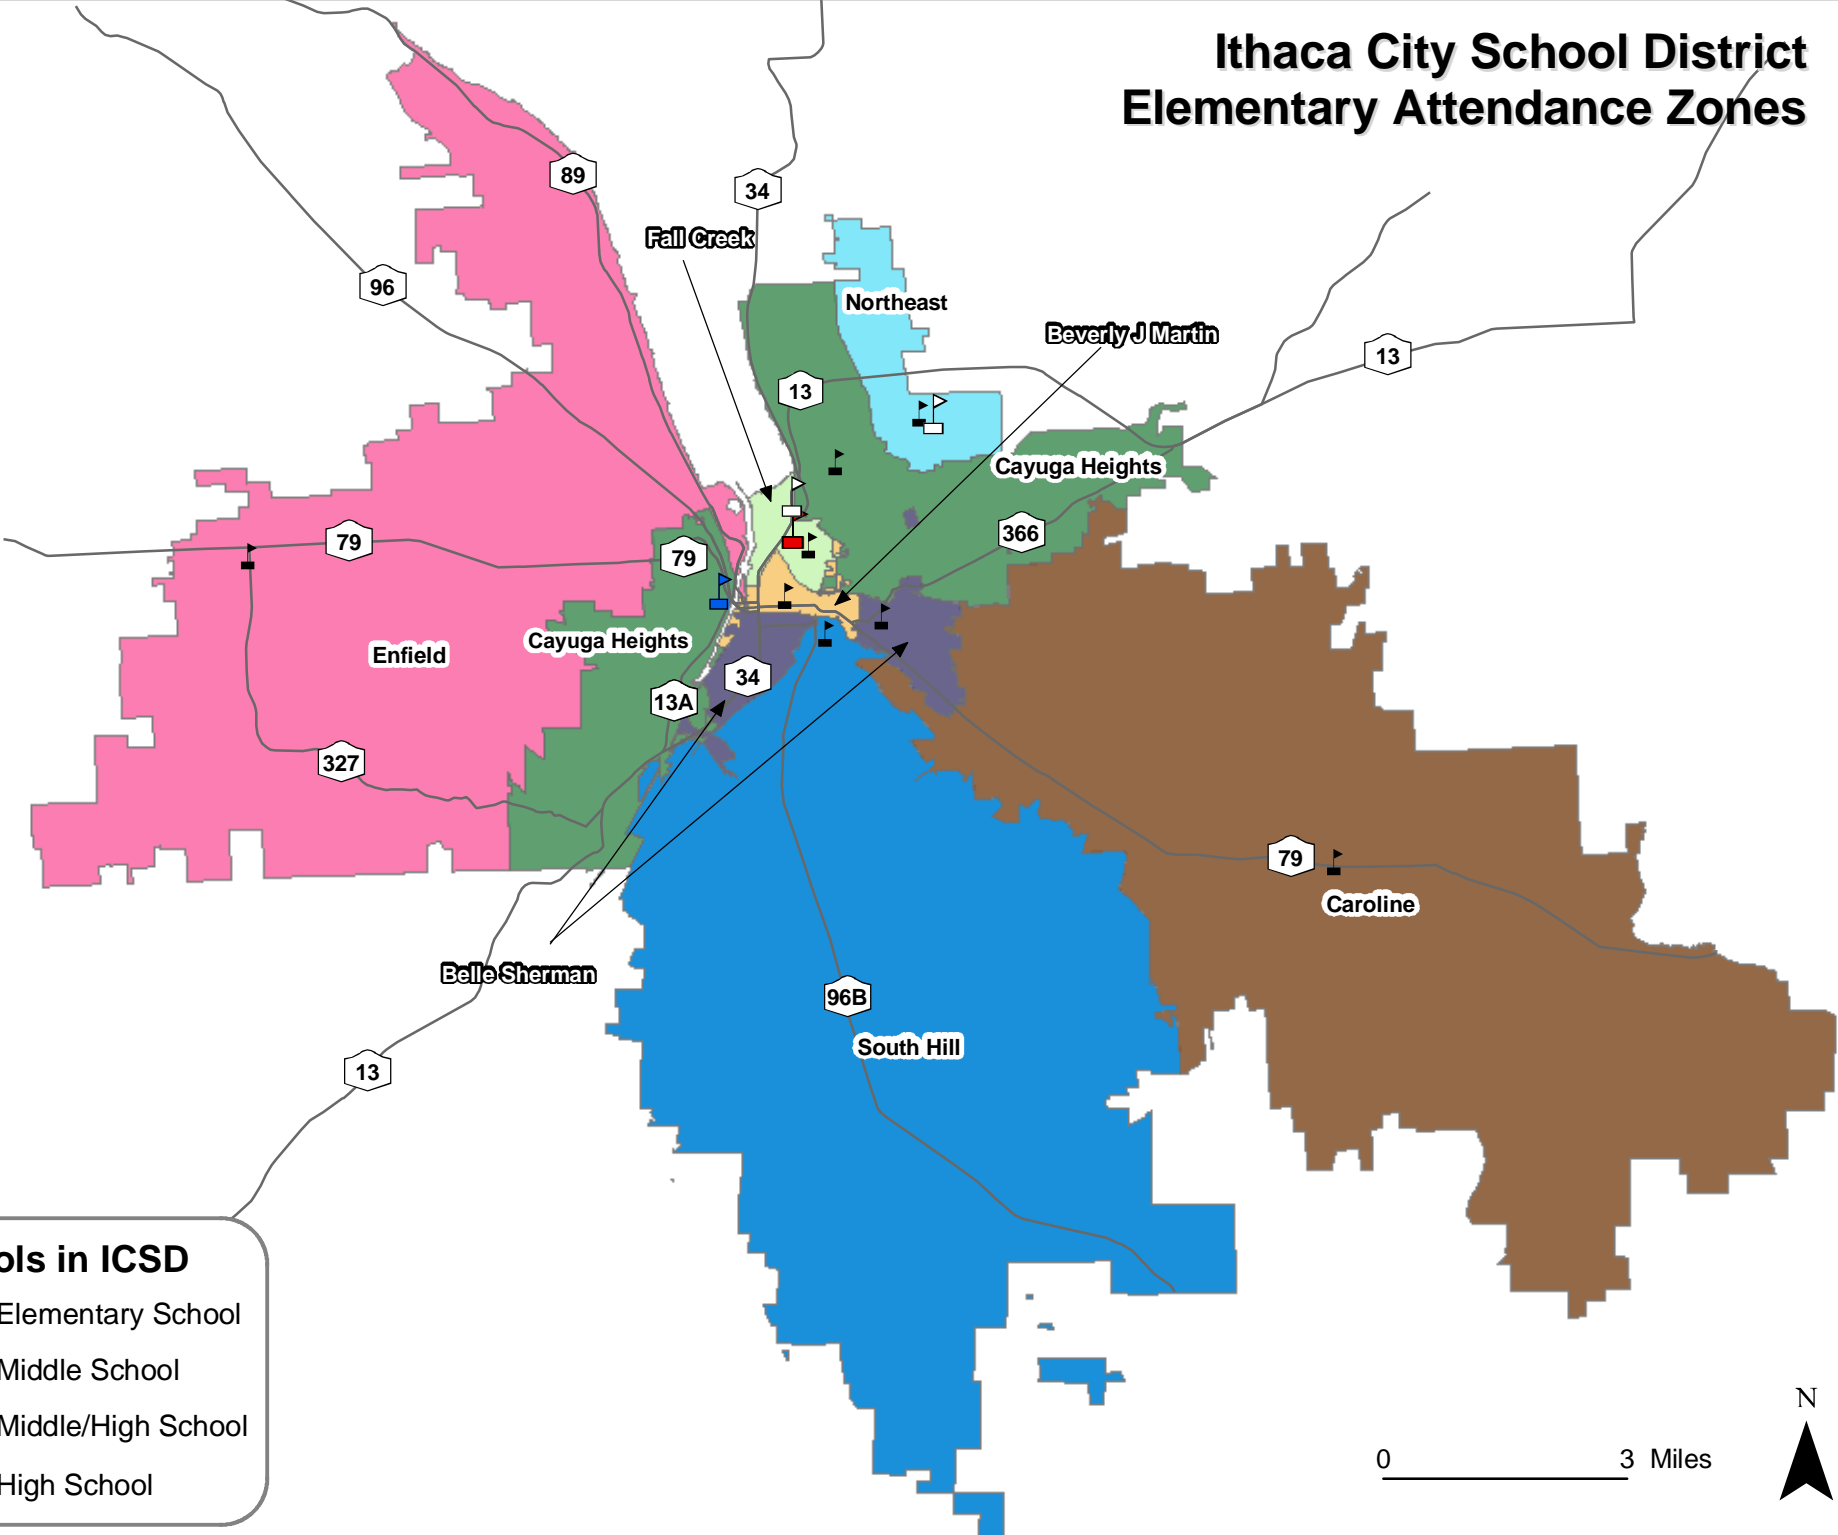 Ithaca City School District
Elementary Attendance Zones
89
34
Fall Creek
96
Northeast
Beverly J Martin
13
13
Cayuga Heights
366
79
79
Cayuga Heights
Enfield
34
13A
327
79
Caroline
Belle Sherman
96B
South Hill
13
ols in ICSD
Elementary School
Middle School
Middle/High School
High School
N
0 3 Miles